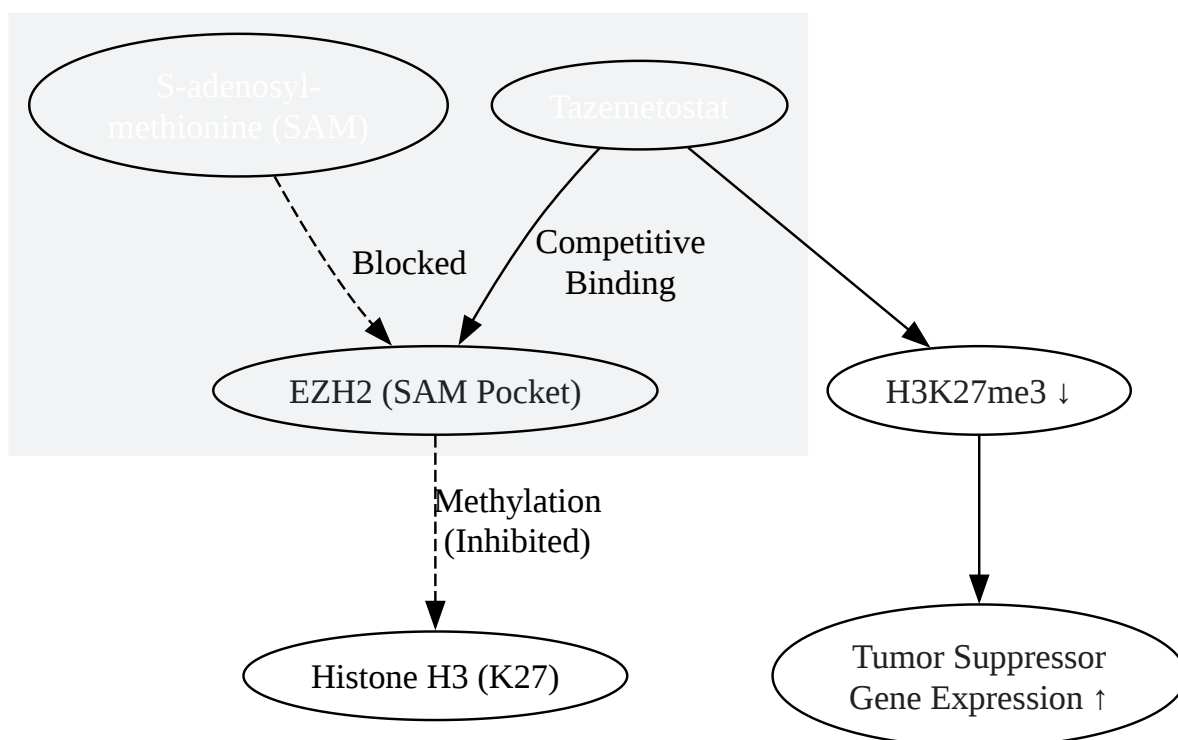 S-adenosyl-
methionine (SAM)
Tazemetostat
Blocked
Competitive
Binding
EZH2 (SAM Pocket)
H3K27me3 ↓
Methylation
(Inhibited)
Histone H3 (K27)
Tumor Suppressor
Gene Expression ↑